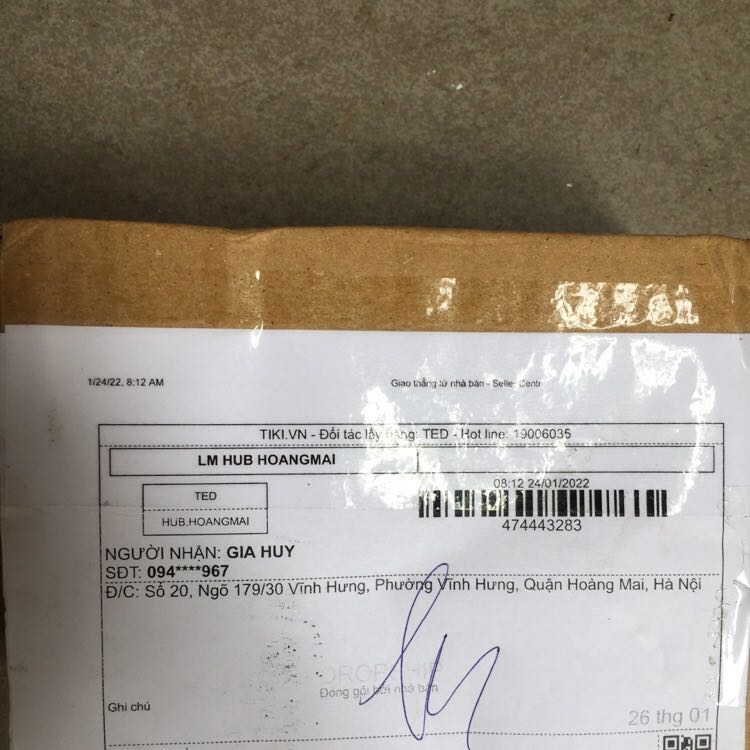 1/24/22, 8:12 AM
Giao thẳng từ nhà bán - Seller Center
TIKI.VN - Đối tác lấy hàng: TED - Hot line: 19006035
LM HUB HOANGMAI
08:12 24/01/2022
TED
HUB.HOANGMAI
474443283
NGƯỜI NHẬN: GIA HUY
SĐT: 094****967
Đ/C: Số 20, Ngõ 179/30 Vĩnh Hưng, Phường Vĩnh Hưng, Quận Hoàng Mai, Hà Nội
DROPSHIP
Đóng gói bởi nhà bán
Ghi chú
26 thg 01